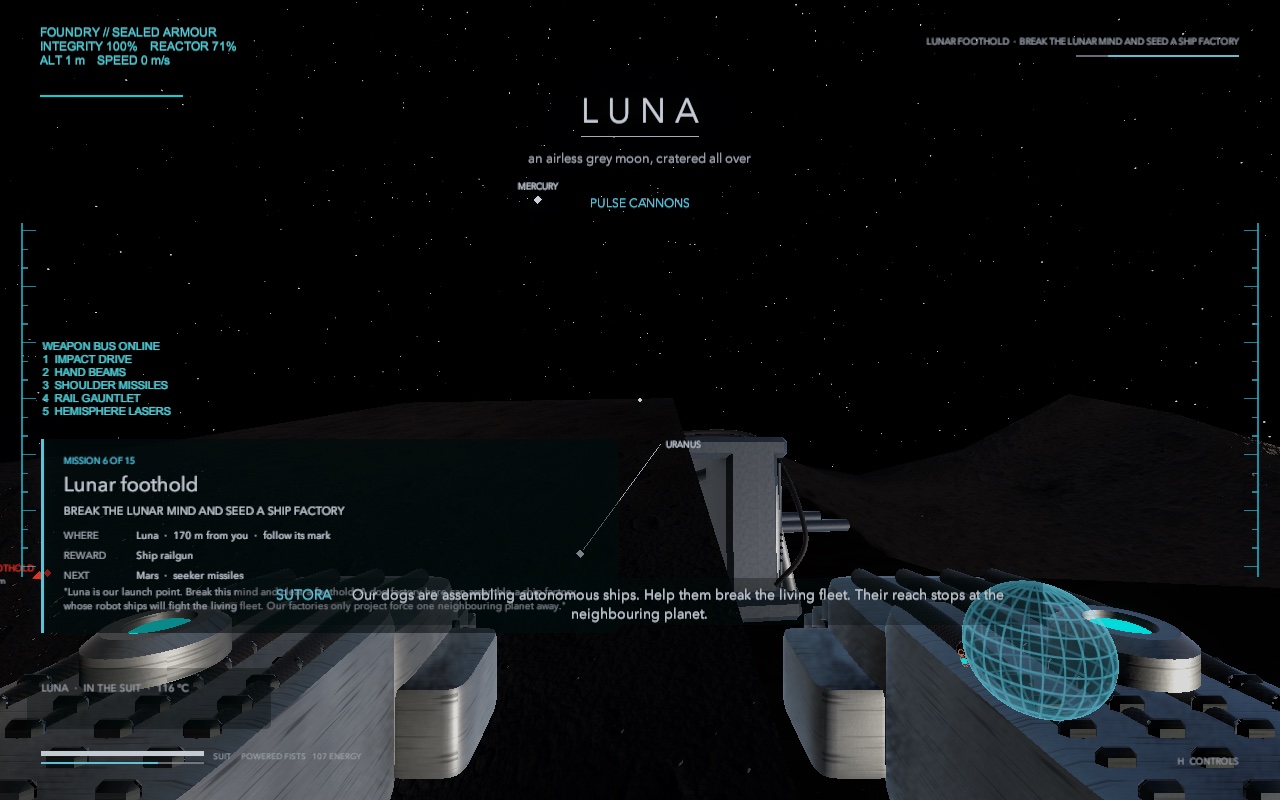 FOUNDRY // SEALED ARMOUR
INTEGRITY 100% REACTOR 71%
ALT 1 m SPEED 0 m/s
LUNAR FOOTHOLD · BREAK THE LUNAR MIND AND SEED A SHIP FACTORY
LUNA
an airless grey moon, cratered all over
MERCURY
PULSE CANNONS
WEAPON BUS ONLINE
1 IMPACT DRIVE
2 HAND BEAMS
3 SHOULDER MISSILES
4 RAIL GAUNTLET
5 HEMISPHERE LASERS
URANUS
MISSION 6 OF 15
Lunar foothold
BREAK THE LUNAR MIND AND SEED A SHIP FACTORY
WHERE Luna · 170 m from you · follow its mark
REWARD Ship railgun
NEXT Mars · seeker missiles
"Luna is our launch point. Break this mind and
whose robot ships will fight the living fleet. Our factories only project force one neighbouring planet away."
SUTORA Our dogs are assembling autonomous ships. Help them break the living fleet. Their reach stops at the
neighbouring planet.
LUNA · IN THE SUIT · 116 °C
SUIT POWERED FISTS 107 ENERGY
H CONTROLS